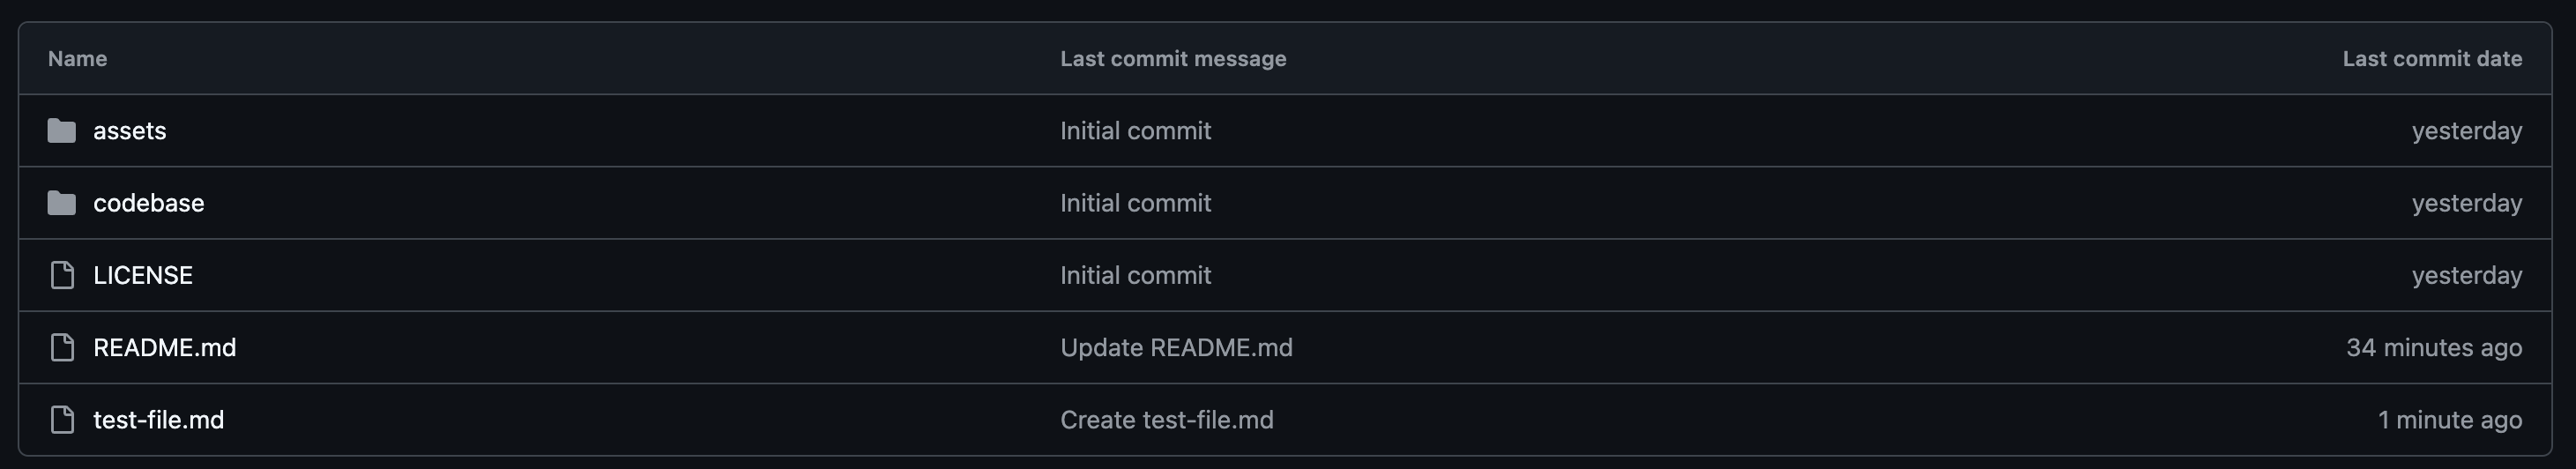 Name Last commit message Last commit date
assets Initial commit yesterday
codebase Initial commit yesterday
LICENSE Initial commit yesterday
README.md Update README.md 34 minutes ago
test-file.md Create test-file.md 1 minute ago